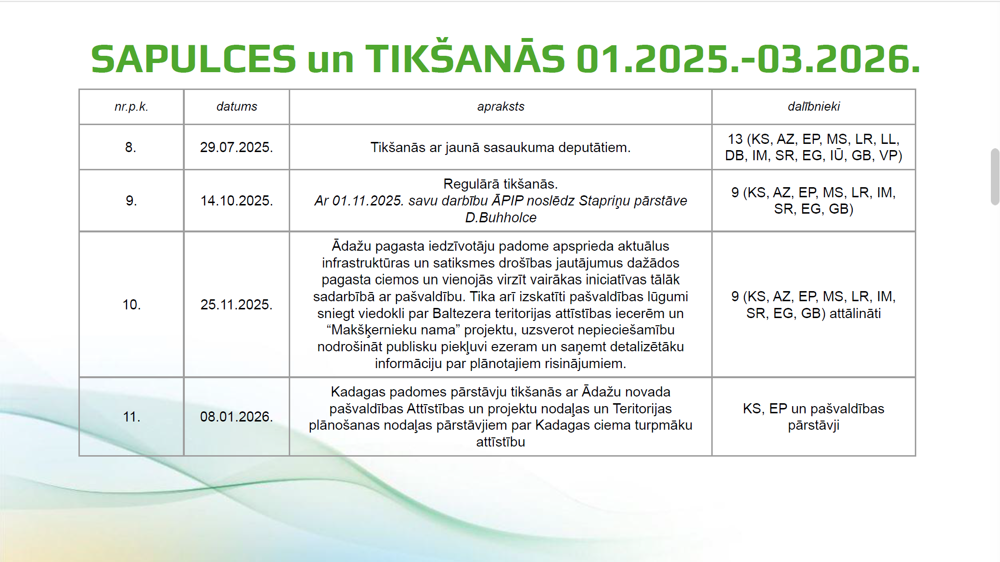 SAPULCES un TIKŠANĀS 01.2025.-03.2026.
nr.p.k.
datums
apraksts
dalībnieki
8.
29.07.2025.
Tikšanās ar jaunā sasaukuma deputātiem.
13 (KS, AZ, EP, MS, LR, LL,
DB, IM, SR, EG, IŪ, GB, VP)
9.
14.10.2025.
Regulārā tikšanās.
Ar 01.11.2025. savu darbību ĀPIP noslēdz Stapriņu pārstāve
D.Buhholce
9 (KS, AZ, EP, MS, LR, IM,
SR, EG, GB)
10.
25.11.2025.
Ādažu pagasta iedzīvotāju padome apsprieda aktuālus
infrastruktūras un satiksmes drošības jautājumus dažādos
pagasta ciemos un vienojās virzīt vairākas iniciatīvas tālāk
sadarbībā ar pašvaldību. Tika arī izskatīti pašvaldības lūgumi
sniegt viedokli par Baltezera teritorijas attīstības iecerēm un
“Makšķernieku nama” projektu, uzsverot nepieciešamību
nodrošināt publisku piekļuvi ezeram un saņemt detalizētāku
informāciju par plānotajiem risinājumiem.
9 (KS, AZ, EP, MS, LR, IM,
SR, EG, GB) attālināti
11.
08.01.2026.
Kadagas padomes pārstāvju tikšanās ar Ādažu novada
pašvaldības Attīstības un projektu nodaļas un Teritorijas
plānošanas nodaļas pārstāvjiem par Kadagas ciema turpmāku
attīstību
KS, EP un pašvaldības
pārstāvji